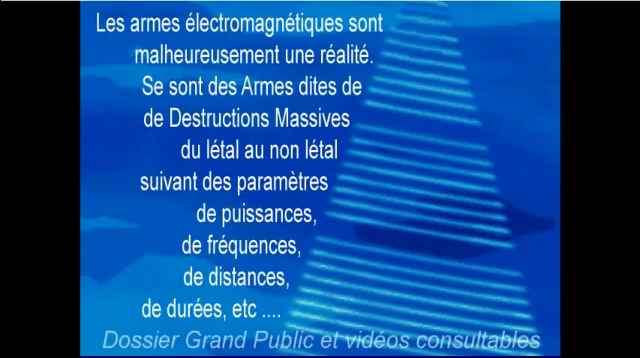 Les armes électromagnétiques sont
malheureusement une réalité.
Se sont des Armes dites de
de Destructions Massives
du létal au non létal
suivant des paramètres
de puissances,
de fréquences,
de distances,
de durées, etc ....
Dossier Grand Public et vidéos consultables